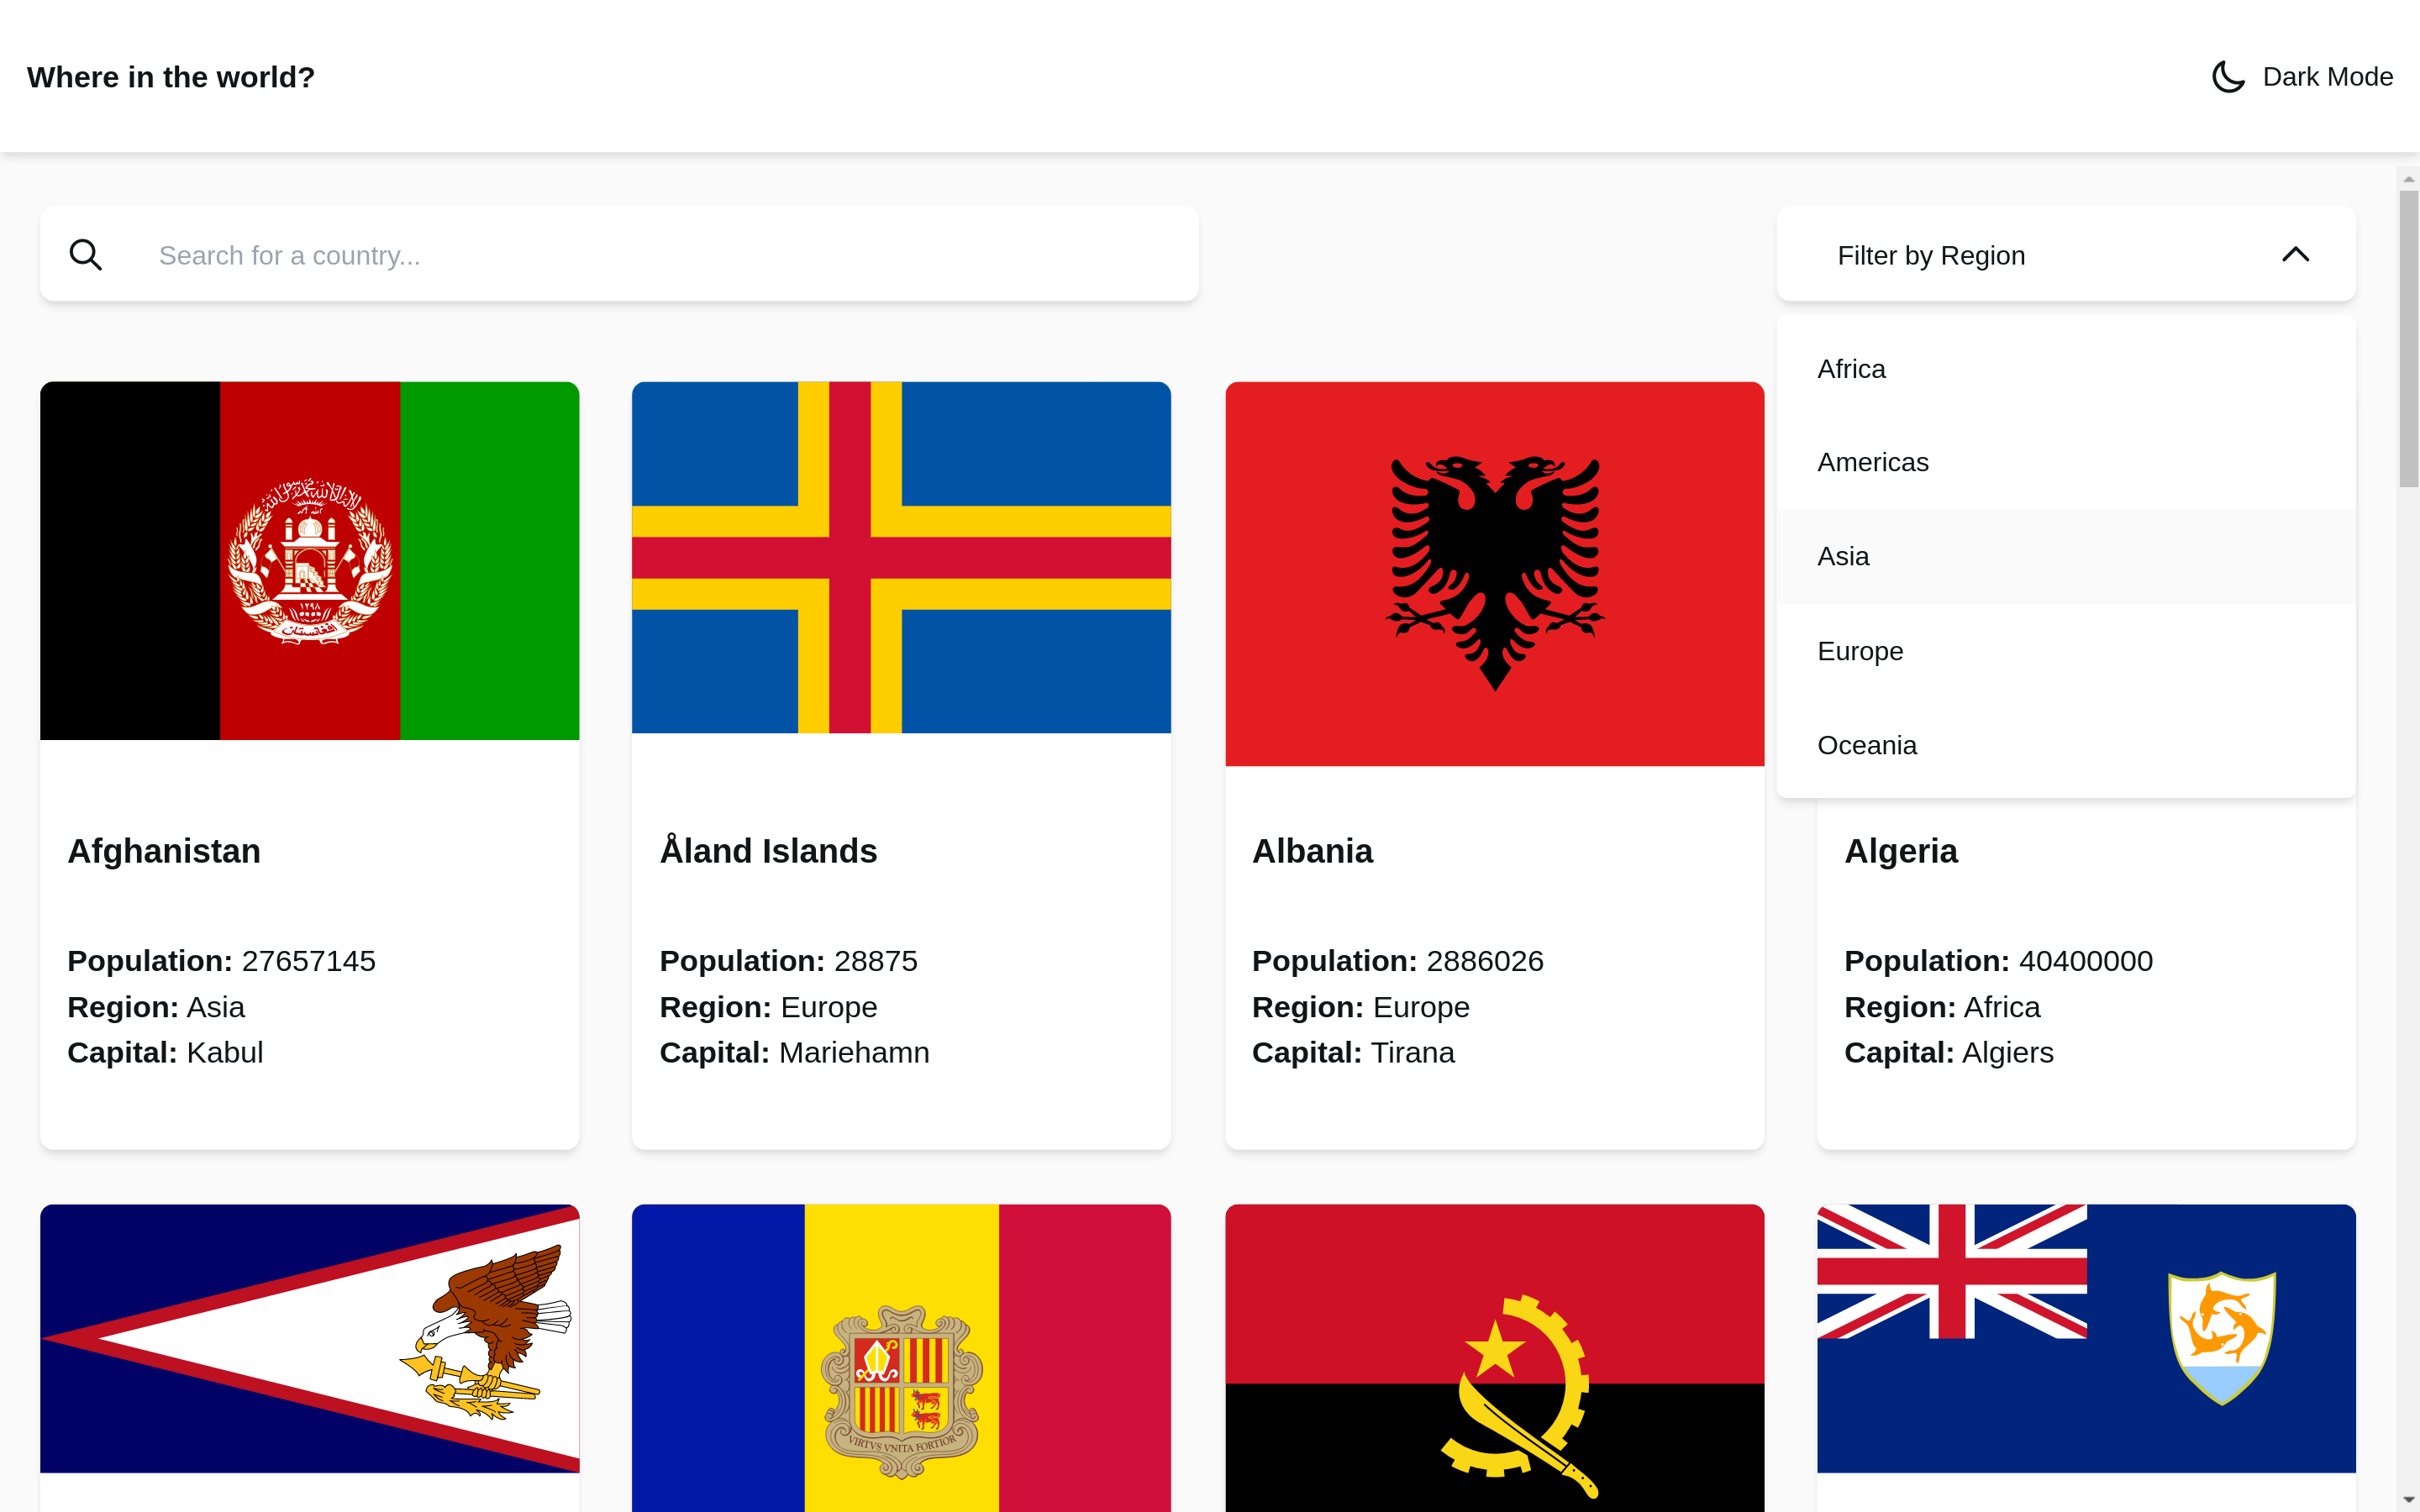 Where in the world?
Dark Mode
Search for a country...
Filter by Region
Africa
Americas
Asia
Europe
Oceania
Afghanistan
Population: 27657145
Region: Asia
Capital: Kabul
Åland Islands
Population: 28875
Region: Europe
Capital: Mariehamn
Albania
Population: 2886026
Region: Europe
Capital: Tirana
Algeria
Population: 40400000
Region: Africa
Capital: Algiers
VIRTVS VNITA FORTIOR